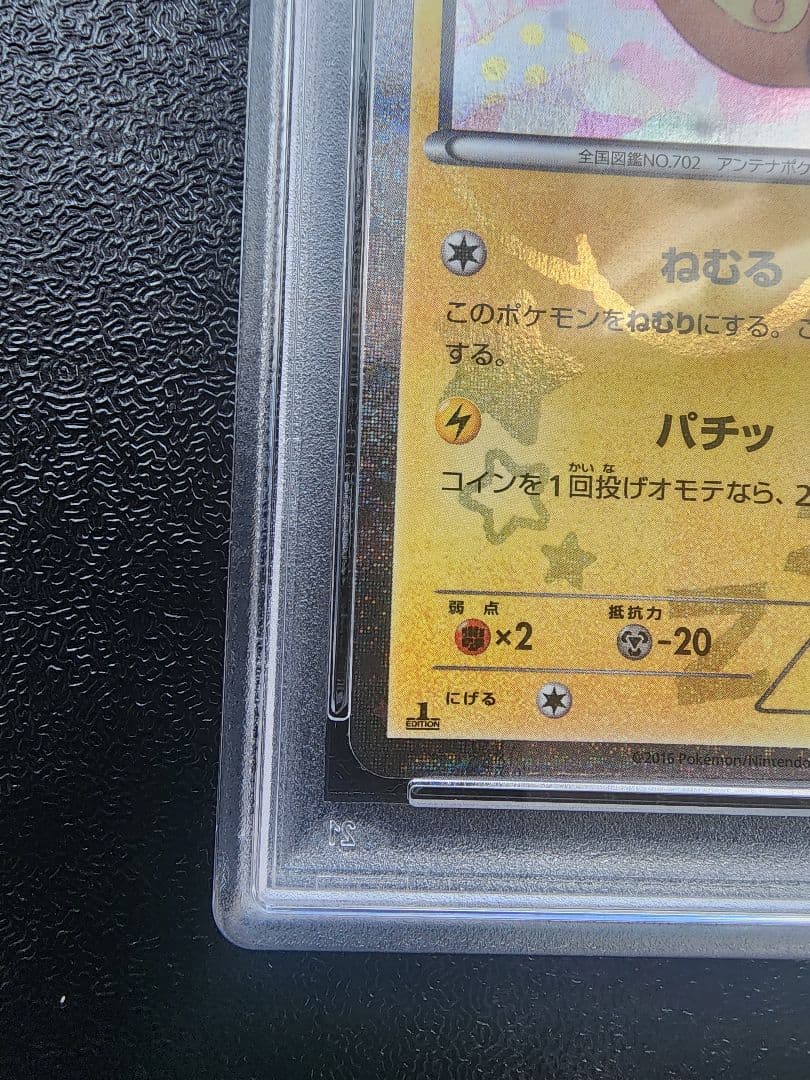 全国図鑑NO.702 アンテナポケ
ねむる
このポケモンをねむりにする。こ
する。
パチッ
かい な
コインを1回投げオモテなら、2
弱点 抵抗力
×2 -20
にげる
1
EDITION
©2016 Pokémon/Nintendo
21